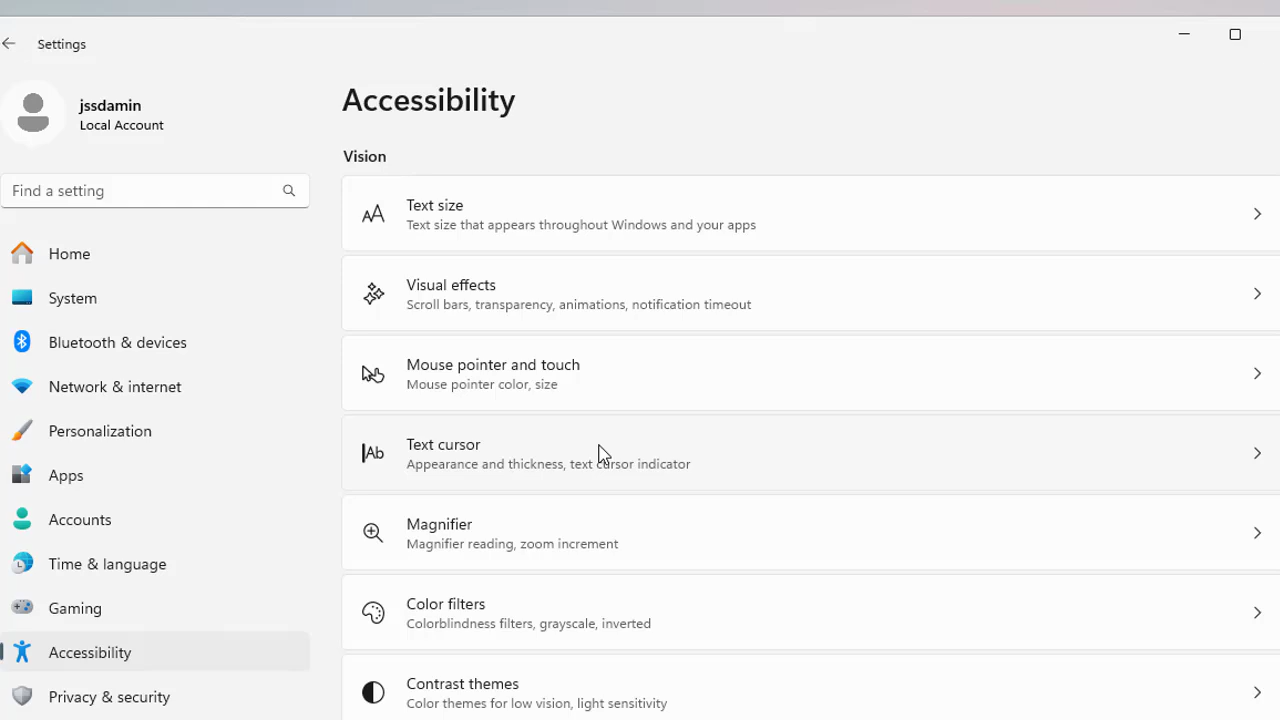 Settings
jssdamin
Local Account
Find a setting
Home
System
Bluetooth & devices
Network & internet
Personalization
Apps
Accounts
Time & language
Gaming
Accessibility
Privacy & security
Accessibility
Vision
Text size
Text size that appears throughout Windows and your apps
Visual effects
Scroll bars, transparency, animations, notification timeout
Mouse pointer and touch
Mouse pointer color, size
Ab
Text cursor
Appearance and thickness, text cursor indicator
Magnifier
Magnifier reading, zoom increment
Color filters
Colorblindness filters, grayscale, inverted
Contrast themes
Color themes for low vision, light sensitivity